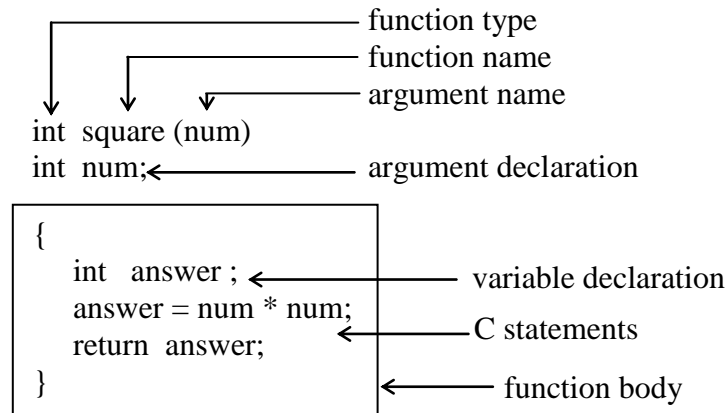 function type
function name
argument name
int square (num)
int num; argument declaration
{
int answer ; variable declaration
answer = num * num;
C statements
return answer;
}
function body